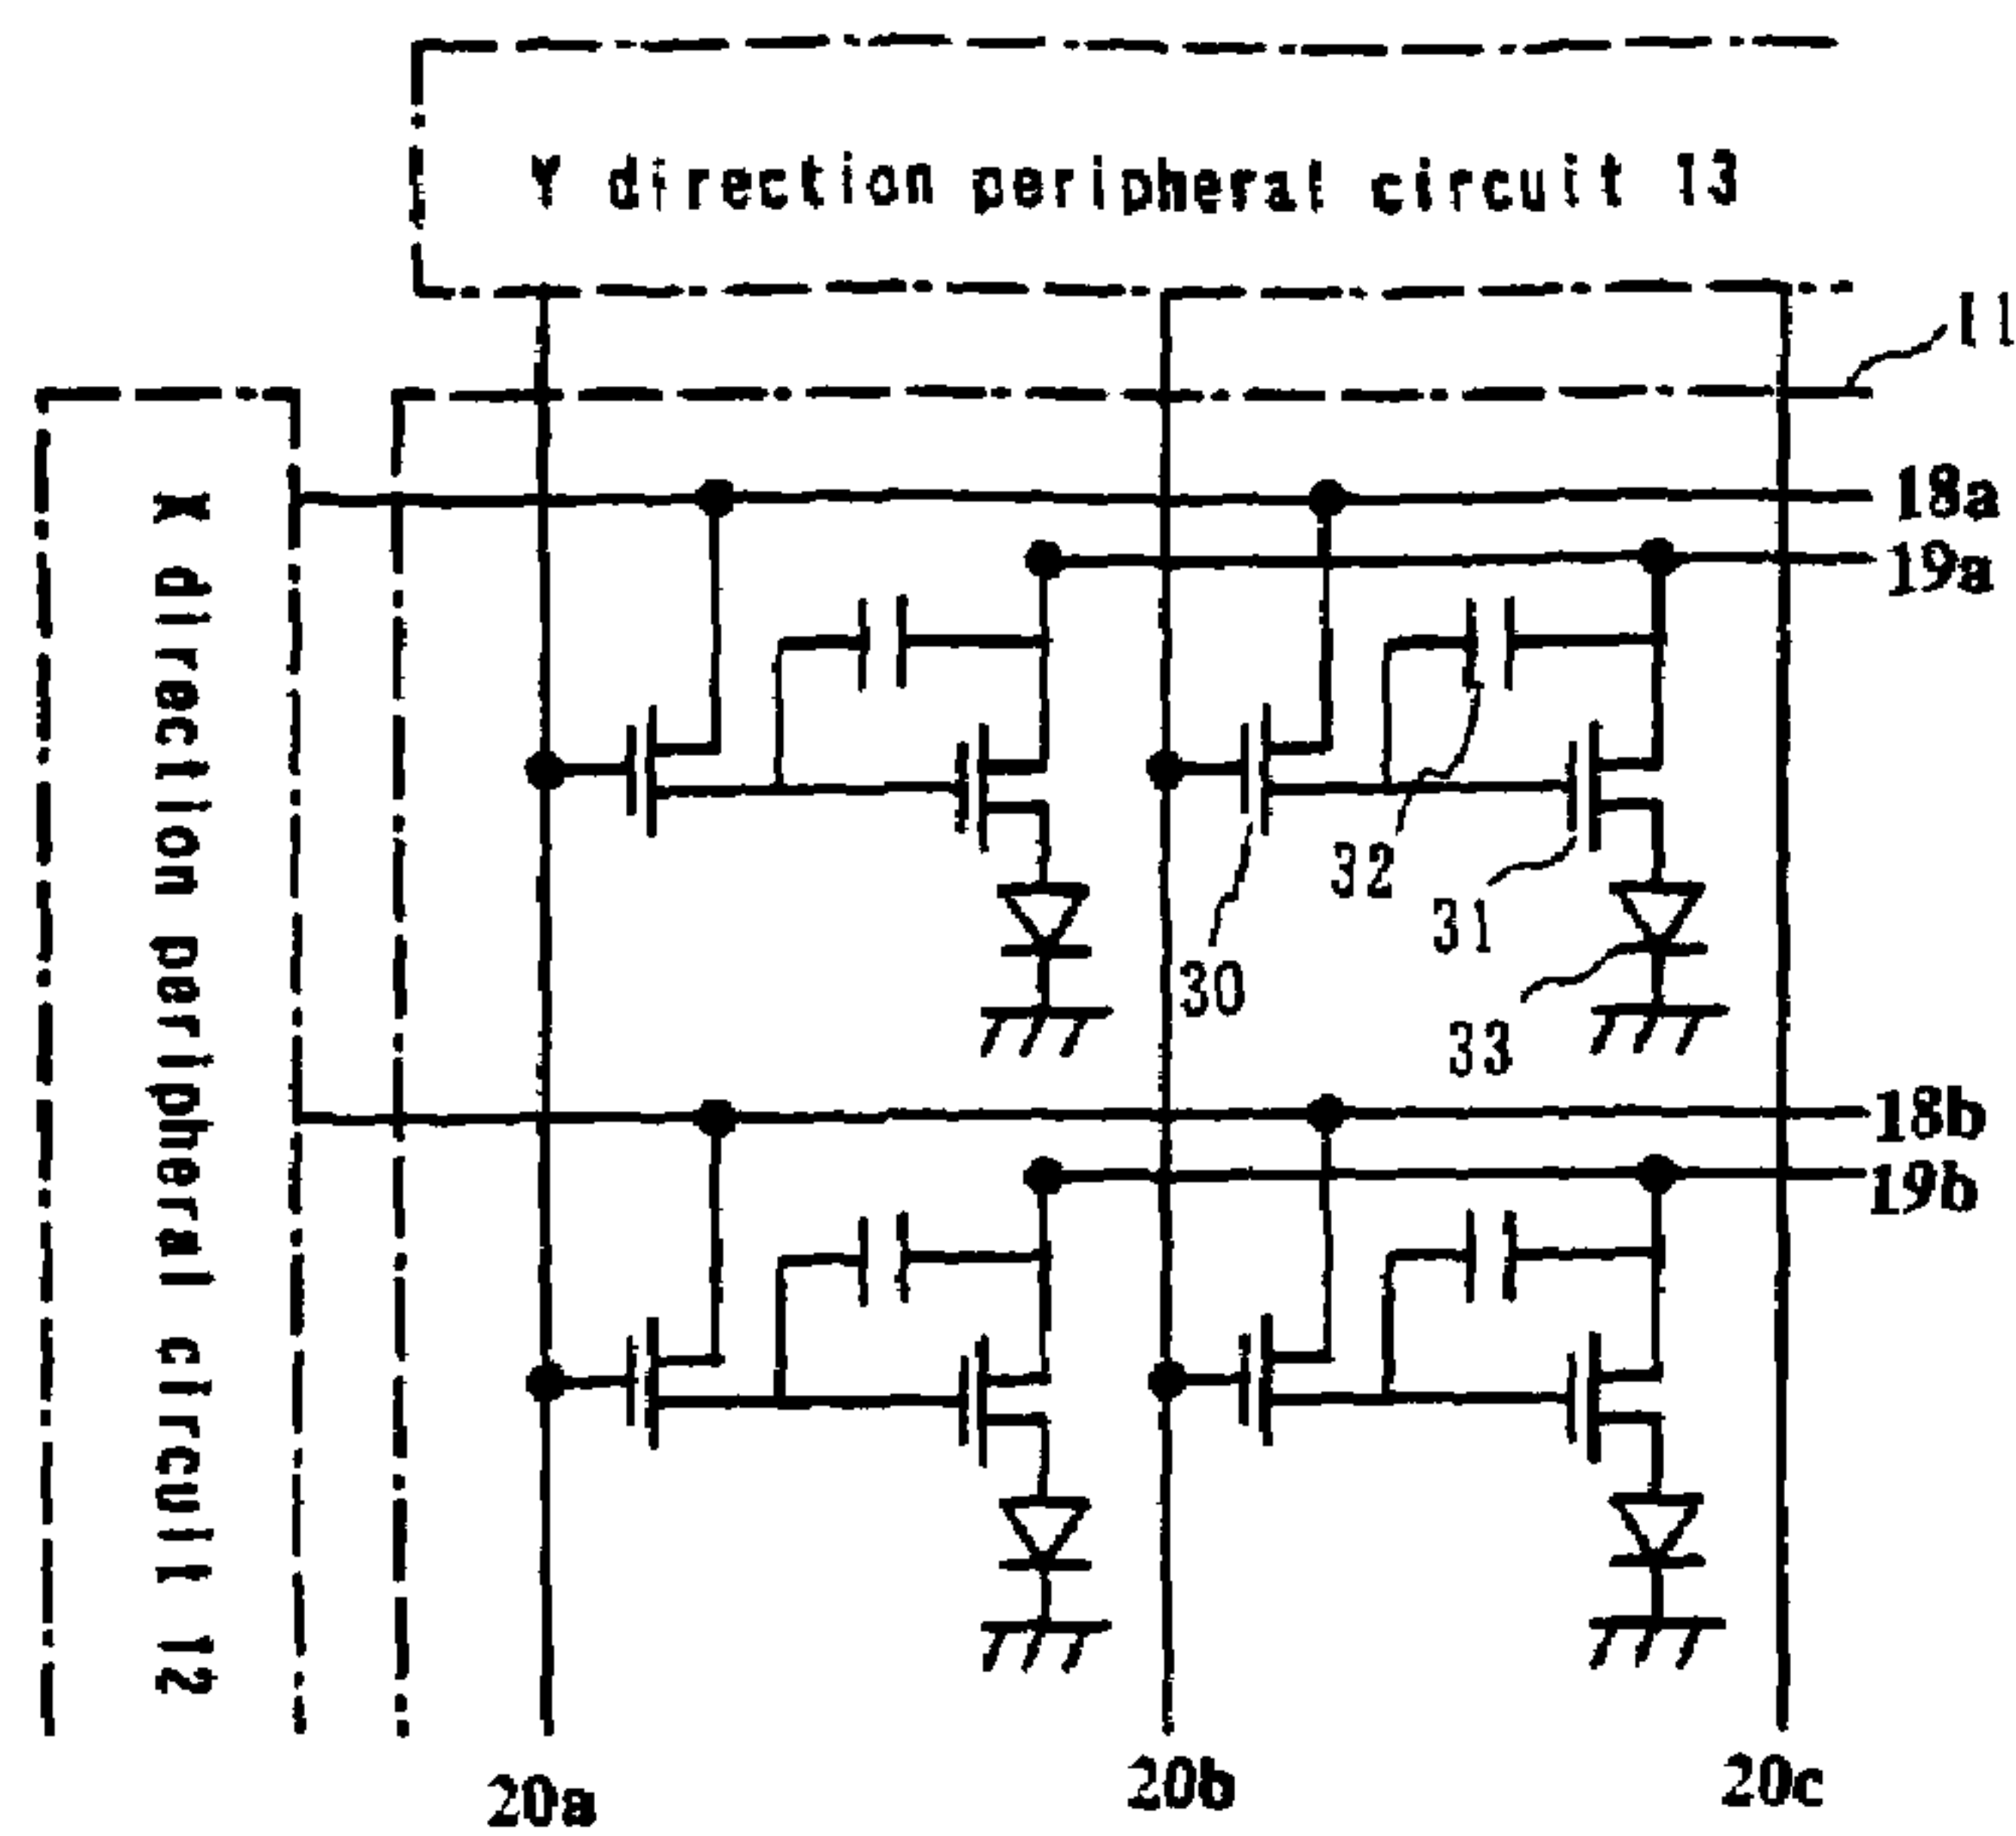 Y direction peripheral circuit 13
11
X direction peripheral circuit 12
18a
19a
32
31
30
33
18b
19b
20a
20b
20c